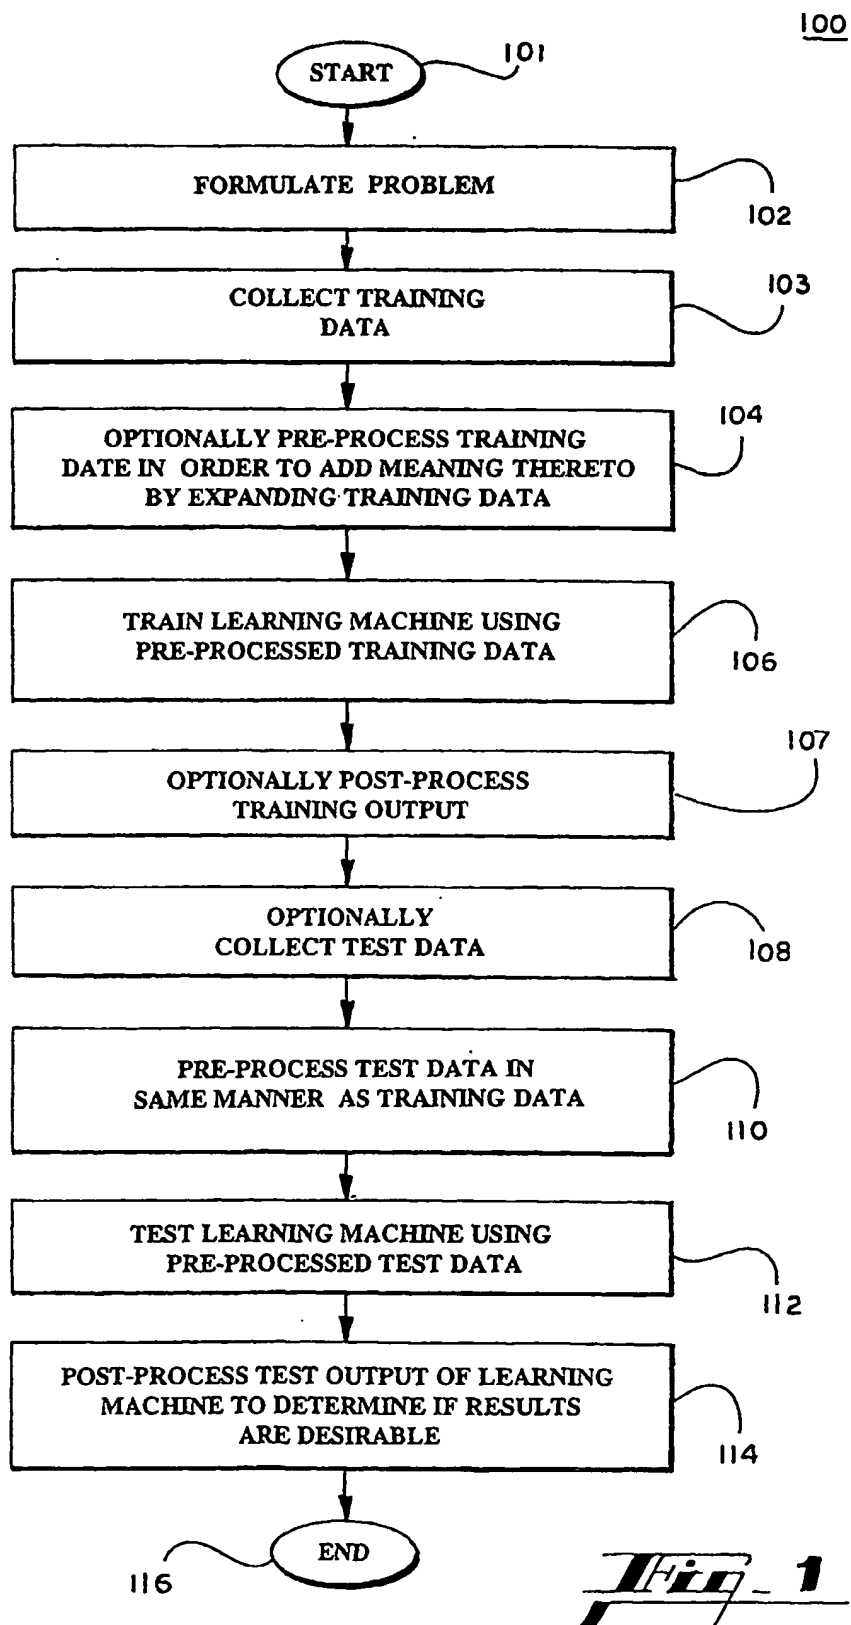 100
START
101
FORMULATE PROBLEM
102
COLLECT TRAINING
DATA
103
OPTIONALLY PRE-PROCESS TRAINING
DATE IN ORDER TO ADD MEANING THERETO
BY EXPANDING TRAINING DATA
104
TRAIN LEARNING MACHINE USING
PRE-PROCESSED TRAINING DATA
106
OPTIONALLY POST-PROCESS
TRAINING OUTPUT
107
OPTIONALLY
COLLECT TEST DATA
108
PRE-PROCESS TEST DATA IN
SAME MANNER AS TRAINING DATA
110
TEST LEARNING MACHINE USING
PRE-PROCESSED TEST DATA
112
POST-PROCESS TEST OUTPUT OF LEARNING
MACHINE TO DETERMINE IF RESULTS
ARE DESIRABLE
114
END
116
Fig_ 1